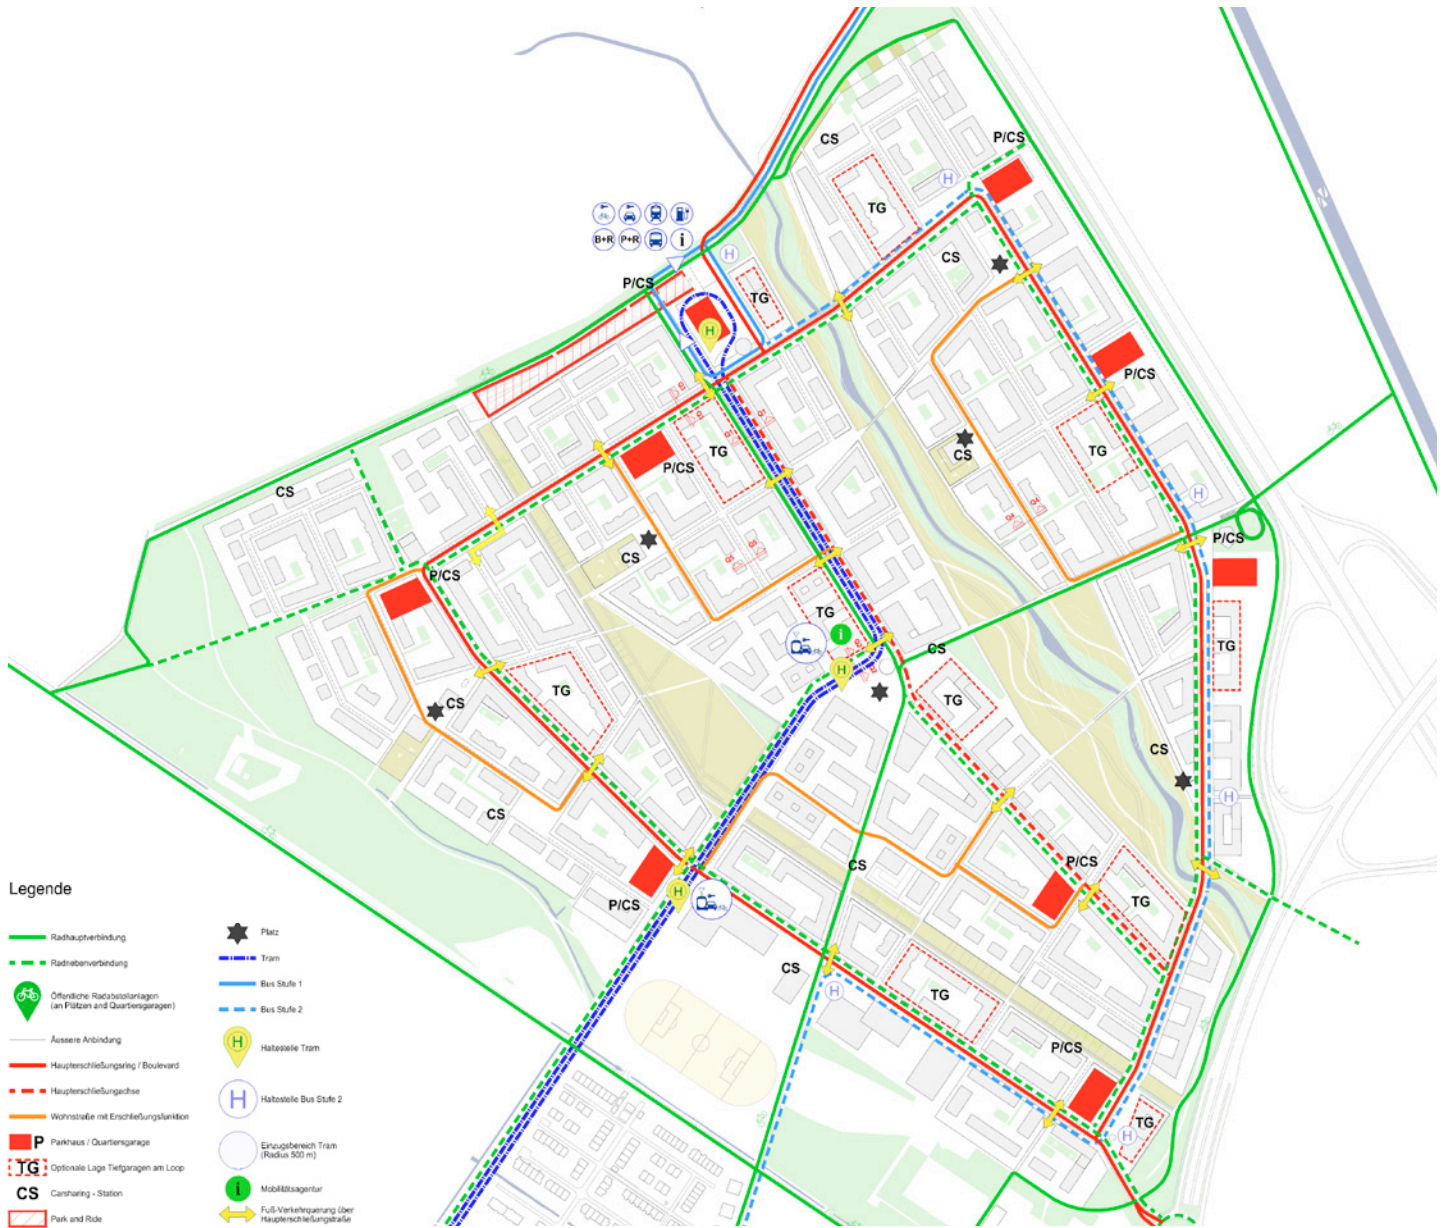 P/CS
CS
TG
H
B+R
P+R
i
H
P/CS
TG
CS
P/CS
H
TG
P/CS
TG
CS
H
P/CS
CS
CS
P/CS
TG
i
H
CS
TG
TG
TG
CS
CS
CS
H
CS
P/CS
TG
P/CS
H
CS
H
TG
P/CS
TG
H
Legende
Radhauptverbindung
Radnebenverbindung
Öffentliche Radabstellanlagen
(an Plätzen und Quartiersgaragen)
Äussere Anbindung
Haupterschließungsring / Boulevard
Haupterschließungachse
Wohnstraße mit Erschließungsfunktion
P
Parkhaus / Quartiersgarage
TG
Optionale Lage Tiefgaragen am Loop
CS
Carsharing - Station
Park and Ride
Platz
Tram
Bus Stufe 1
Bus Stufe 2
H
Haltestelle Tram
H
Haltestelle Bus Stufe 2
Einzugsbereich Tram
(Radius 500 m)
i
Mobilitätsagentur
Fuß-Verkehrquerung über
Haupterschließungstraße